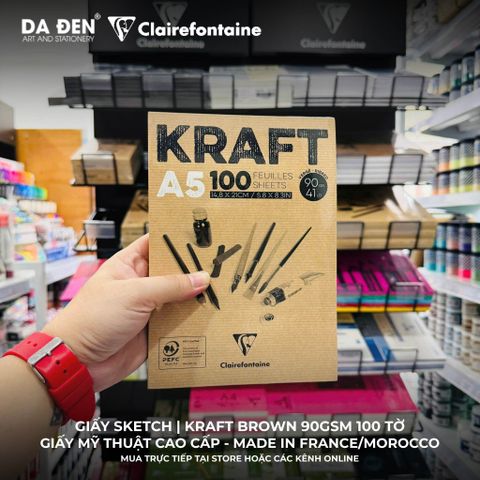 DA ĐEN®
ART AND STATIONERY
Clairefontaine
KRAFT
A5 100 FEUILLES
SHEETS
14,8 X 21CM / 5.8 X 8.3IN
90
41
PEFC
Clairefontaine
GIẤY SKETCH | KRAFT BROWN 90GSM 100 TỜ
GIẤY MỸ THUẬT CAO CẤP - MADE IN FRANCE/MOROCCO
MUA TRỰC TIẾP TẠI STORE HOẶC CÁC KÊNH ONLINE